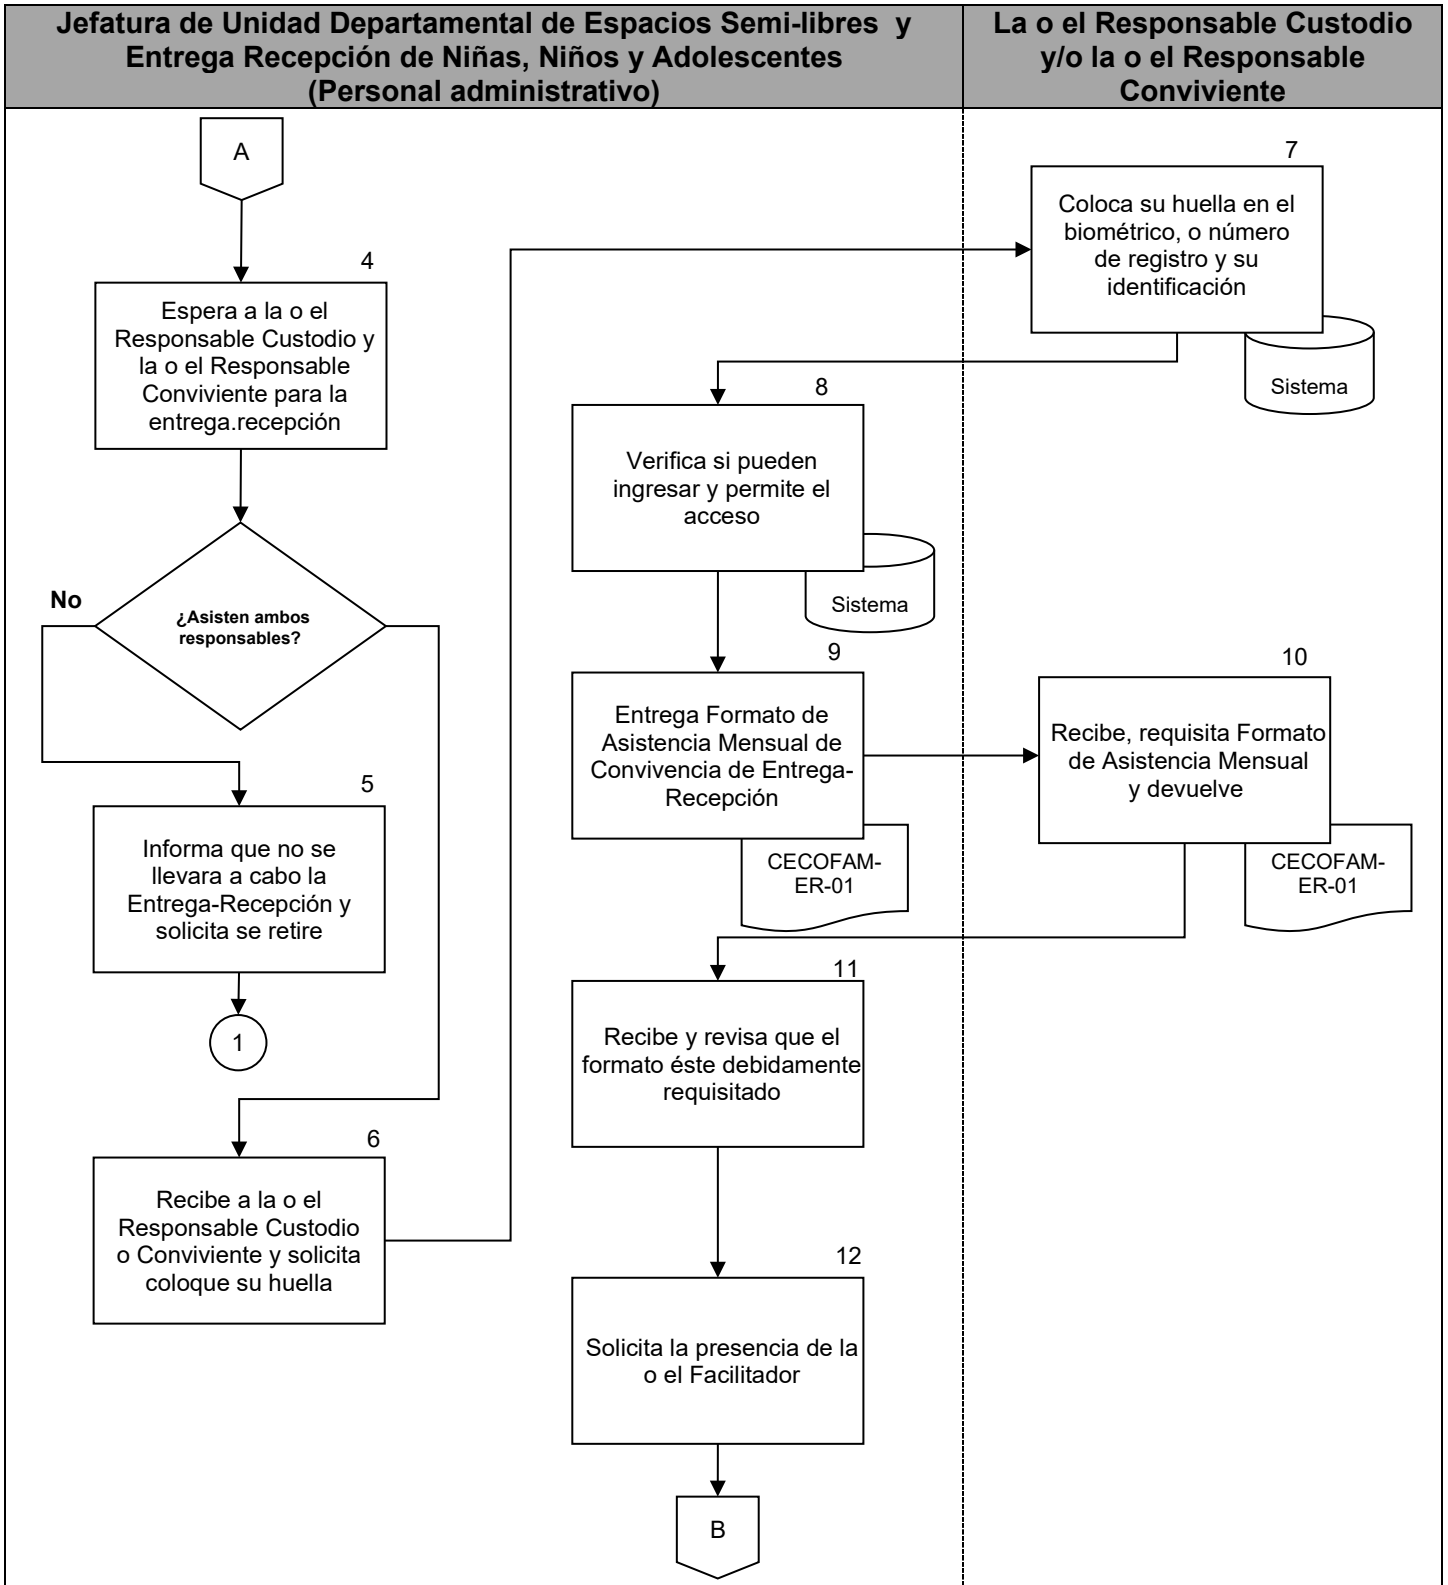 Jefatura de Unidad Departamental de Espacios Semi-libres y
Entrega Recepción de Niñas, Niños y Adolescentes
(Personal administrativo)
La o el Responsable Custodio
y/o la o el Responsable
Conviviente
A
4
Espera a la o el
Responsable Custodio y
la o el Responsable
Conviviente para la
entrega.recepción
¿Asisten ambos
responsables?
No
5
Informa que no se
llevara a cabo la
Entrega-Recepción y
solicita se retire
1
6
Recibe a la o el
Responsable Custodio
o Conviviente y solicita
coloque su huella
7
Coloca su huella en el
biométrico, o número
de registro y su
identificación
Sistema
8
Verifica si pueden
ingresar y permite el
acceso
Sistema
9
Entrega Formato de
Asistencia Mensual de
Convivencia de Entrega-
Recepción
CECOFAM-
ER-01
10
Recibe, requisita Formato
de Asistencia Mensual
y devuelve
CECOFAM-
ER-01
11
Recibe y revisa que el
formato éste debidamente
requisitado
12
Solicita la presencia de la
o el Facilitador
B